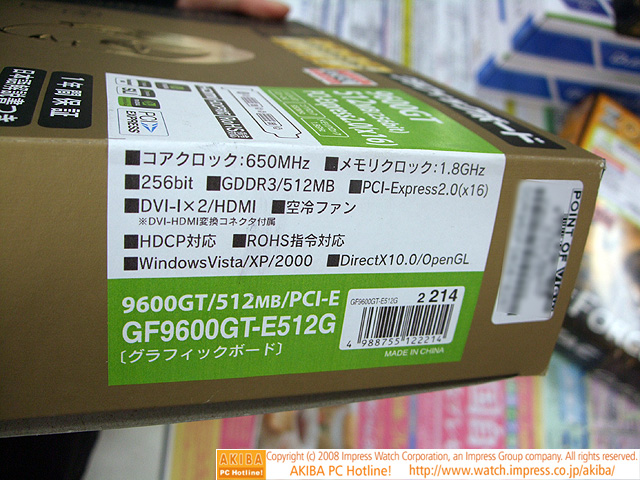 1年間保証
9600GT
EXPRESS
■コアクロック:650MHz ■メモリクロック:1.8GHz
■256bit ■GDDR3/512MB ■PCI-Express2.0(x16)
■DVI-I×2/HDMI ■空冷ファン
※DVI-HDMI変換コネクタ付属
■HDCP対応 ■ROHS指令対応
■WindowsVista/XP/2000 ■DirectX10.0/OpenGL
9600GT/512MB/PCI-E
GF9600GT-E512G
〔グラフィックボード〕
GF9600GT-E512G 2 214
4 988755 122214
MADE IN CHINA
POINT OF VIEW
AKIBA
PC Hotline!
Copyright (c) 2008 Impress Watch Corporation, an Impress Group company. All rights reserved.
AKIBA PC Hotline! http://www.watch.impress.co.jp/akiba/